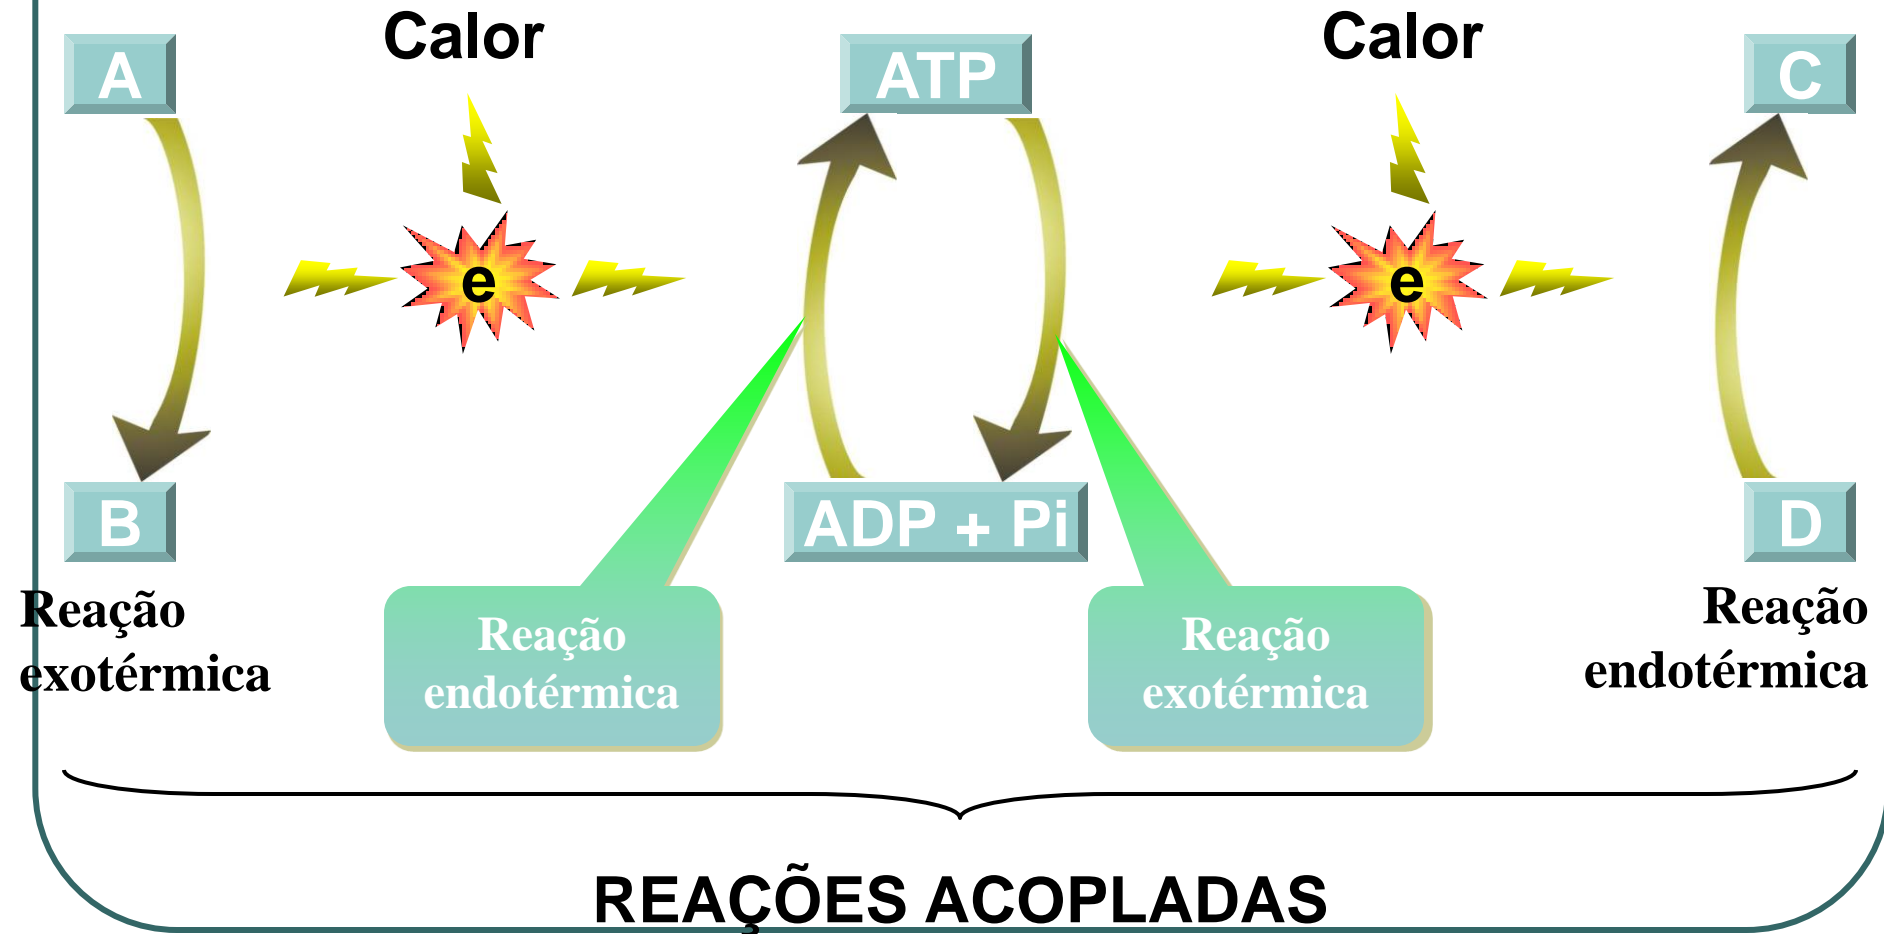 Calor
Calor
A
ATP
C
e
e
B
ADP + Pi
D
Reação
exotérmica
Reação
endotérmica
Reação
exotérmica
Reação
endotérmica
REAÇÕES ACOPLADAS